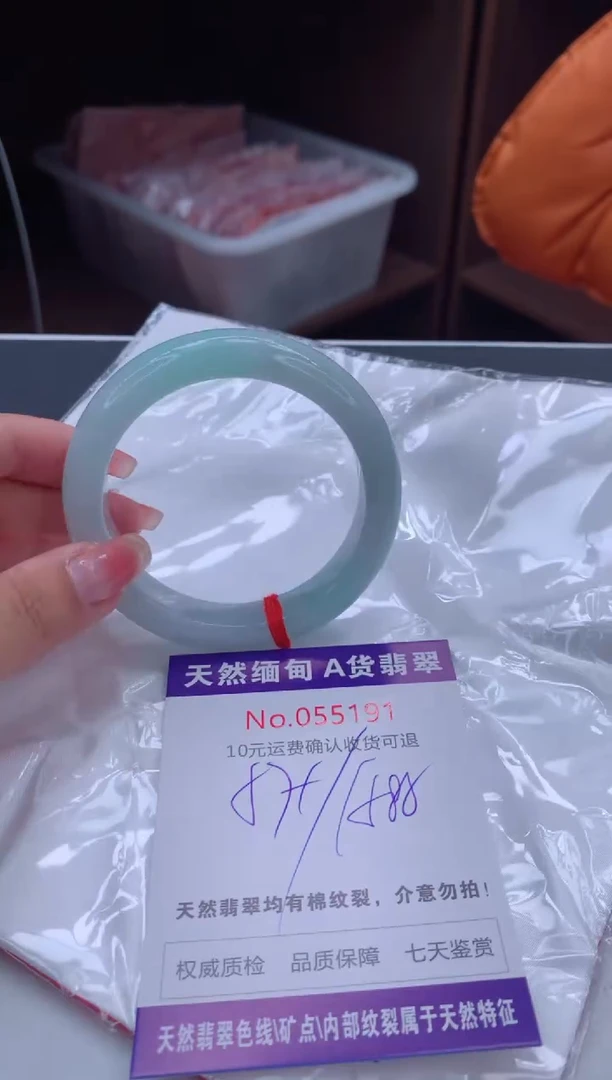 天然缅甸 A货翡翠
No.055191
10元运费确认收货可退
天然翡翠均有棉纹裂，介意勿拍！
权威质检 品质保障 七天鉴赏
天然翡翠色线\矿点\内部纹裂属于天然特征